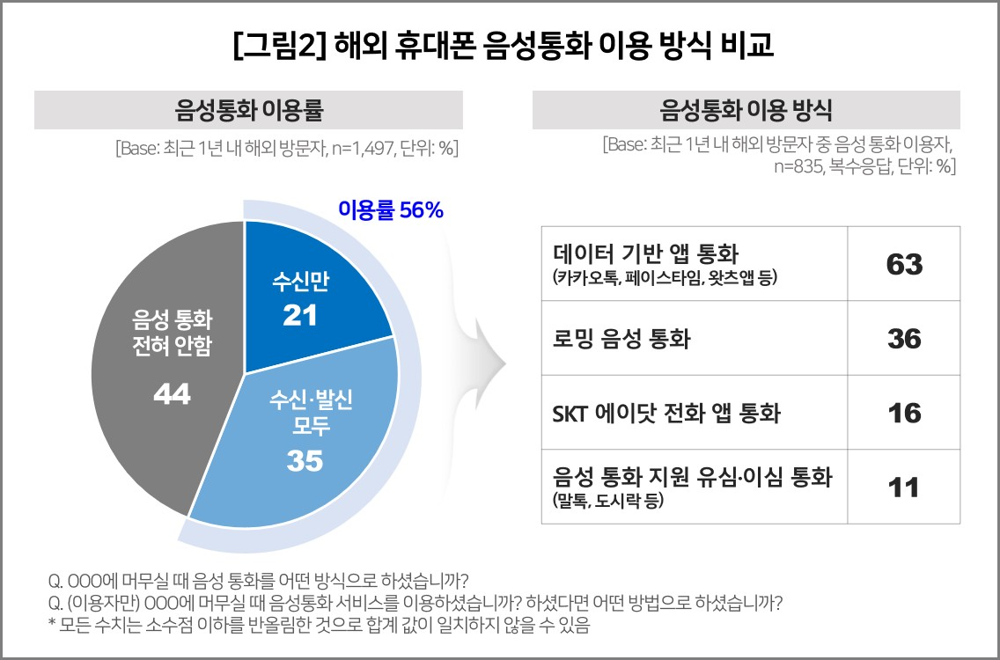 [그림2] 해외 휴대폰 음성통화 이용 방식 비교
음성통화 이용률
[Base: 최근 1년 내 해외 방문자, n=1,497, 단위: %]
이용률 56%
수신만
21
음성 통화
전혀 안함
44
수신·발신
모두
35
음성통화 이용 방식
[Base: 최근 1년 내 해외 방문자 중 음성 통화 이용자,
n=835, 복수응답, 단위: %]
데이터 기반 앱 통화
(카카오톡, 페이스타임, 왓츠앱 등)
63
로밍 음성 통화
36
SKT 에이닷 전화 앱 통화
16
음성 통화 지원 유심·이심 통화
(말톡, 도시락 등)
11
Q. OOO에 머무실 때 음성 통화를 어떤 방식으로 하셨습니까?
Q. (이용자만) OOO에 머무실 때 음성통화 서비스를 이용하셨습니까? 하셨다면 어떤 방법으로 하셨습니까?
* 모든 수치는 소수점 이하를 반올림한 것으로 합계 값이 일치하지 않을 수 있음